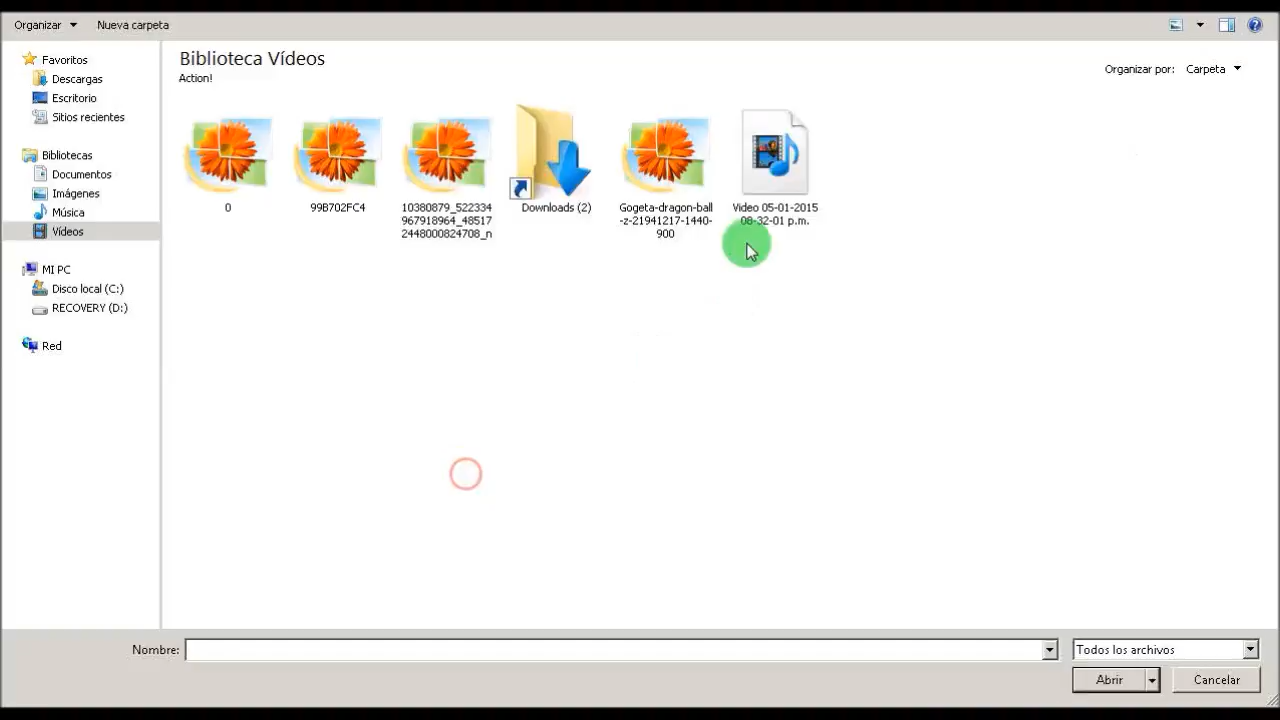 Organizar
Nueva carpeta
Favoritos
Descargas
Escritorio
Sitios recientes
Bibliotecas
Documentos
Imágenes
Música
Vídeos
MI PC
Disco local (C:)
RECOVERY (D:)
Red
Biblioteca Vídeos
Action!
Organizar por: Carpeta
0
99B702FC4
10380879_522334
967918964_48517
2448000824708_n
Downloads (2)
Gogeta-dragon-ball
-z-21941217-1440-
900
Video 05-01-2015
08-32-01 p.m.
Nombre:
Todos los archivos
Abrir
Cancelar